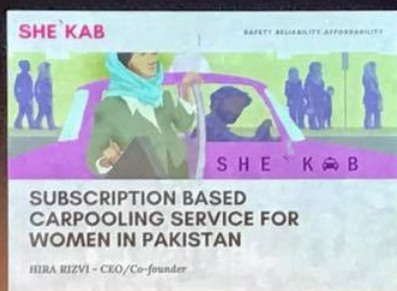 SHE`KAB
SAFETY.RELIABILITY.AFFORDABILITY
SHE`KAB
SUBSCRIPTION BASED
CARPOOLING SERVICE FOR
WOMEN IN PAKISTAN
HIRA RIZVI - CEO/Co-founder